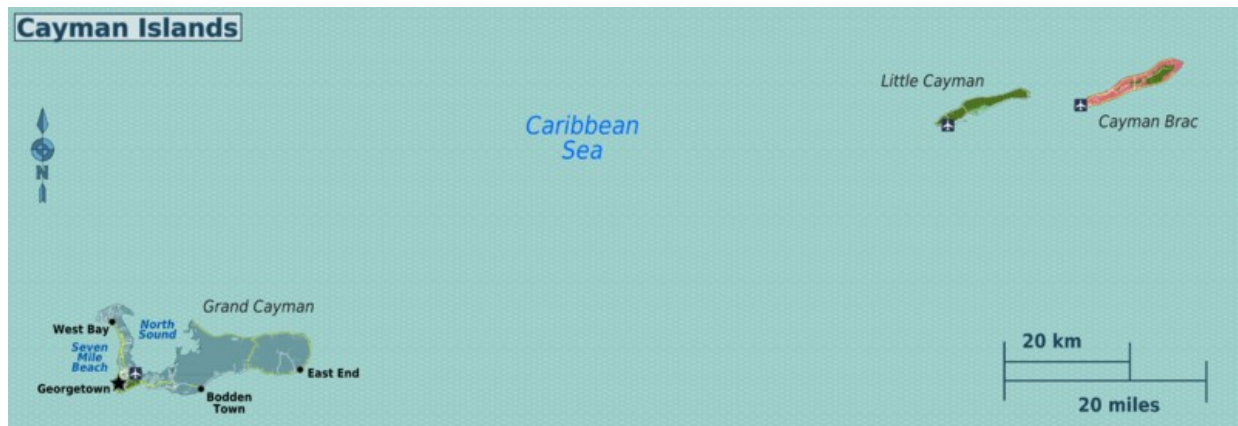 Cayman Islands
Little Cayman
Cayman Brac
Caribbean
Sea
N
Grand Cayman
West Bay
North
Sound
Seven
Mile
Beach
Georgetown
East End
Bodden
Town
20 km
20 miles